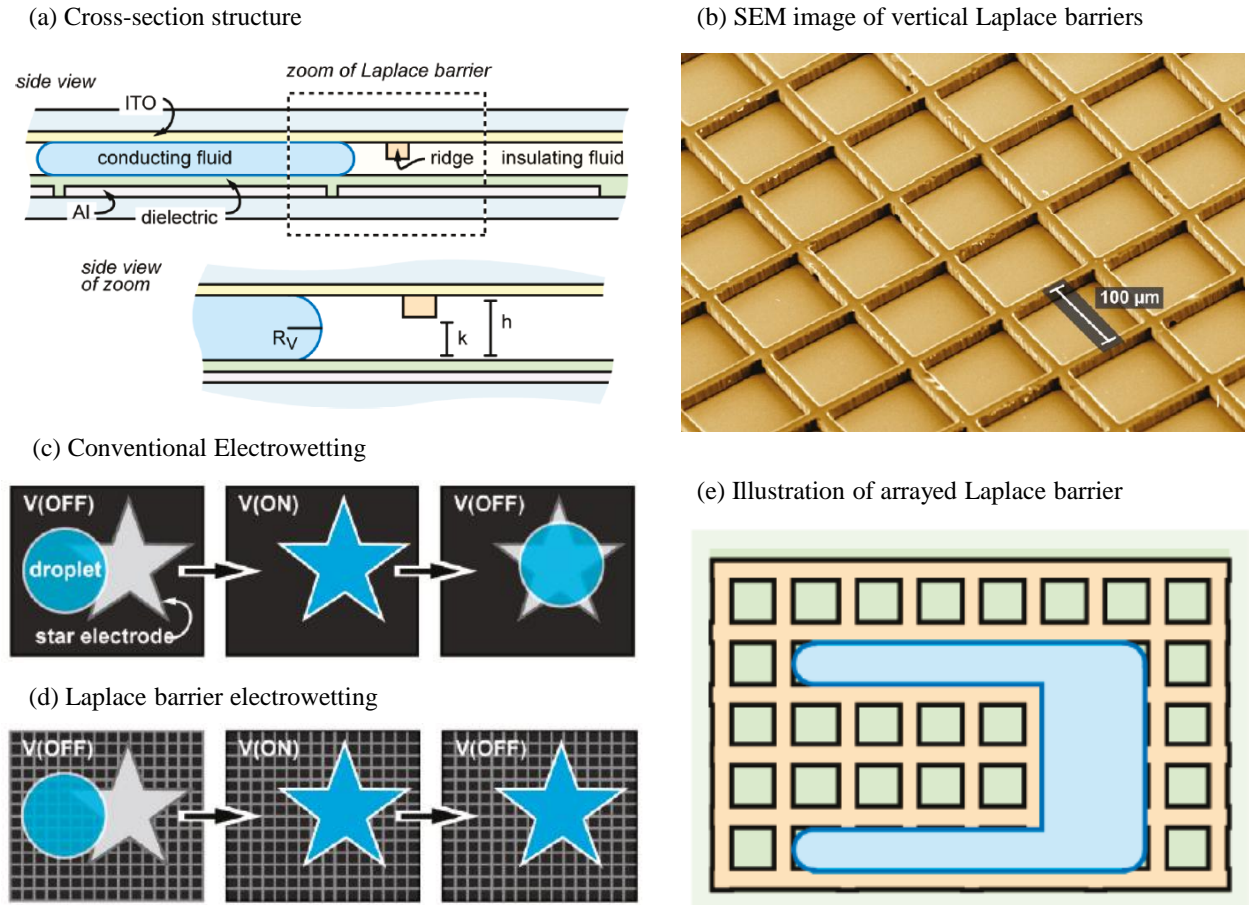 (a) Cross-section structure
side view
ITO
zoom of Laplace barrier
conducting fluid
ridge
insulating fluid
Al
dielectric
side view
of zoom
R_V
k
h
(b) SEM image of vertical Laplace barriers
100 µm
(c) Conventional Electrowetting
V(OFF)
V(ON)
V(OFF)
droplet
star electrode
(d) Laplace barrier electrowetting
V(OFF)
V(ON)
V(OFF)
(e) Illustration of arrayed Laplace barrier